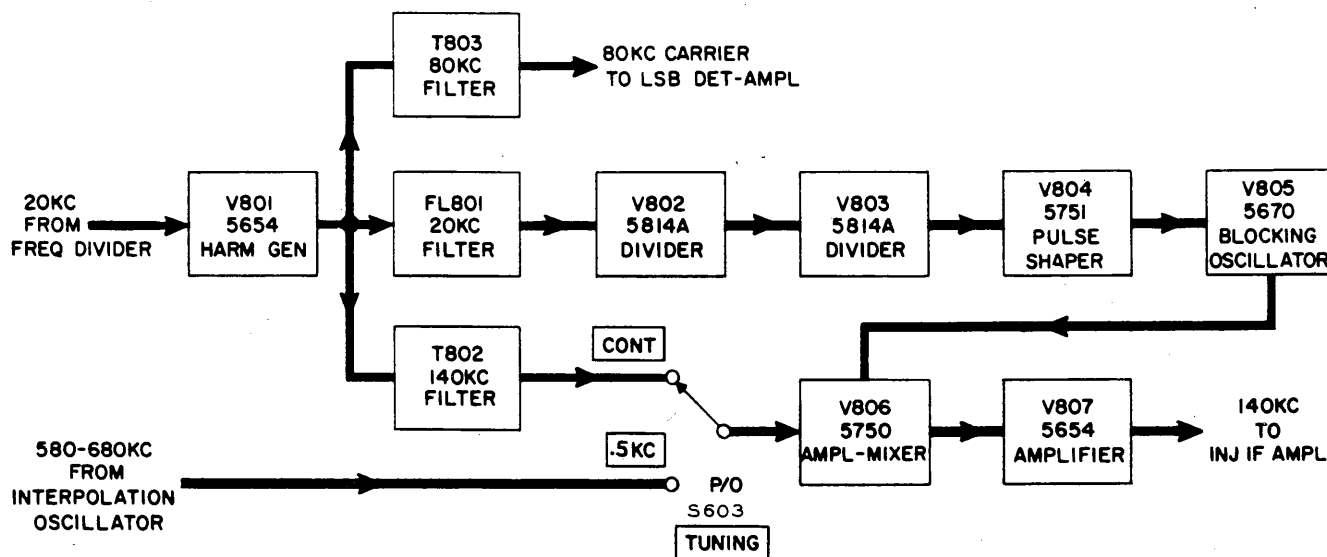 T803
80KC
FILTER
80KC CARRIER
TO LSB DET-AMPL
20KC
FROM
FREQ DIVIDER
V801
5654
HARM GEN
FL801
20KC
FILTER
V802
5814A
DIVIDER
V803
5814A
DIVIDER
V804
5751
PULSE
SHAPER
V805
5670
BLOCKING
OSCILLATOR
T802
140KC
FILTER
CONT
580-680KC
FROM
INTERPOLATION
OSCILLATOR
.5KC
P/O
S603
TUNING
V806
5750
AMPL-MIXER
V807
5654
AMPLIFIER
140KC
TO
INJ IF AMPL